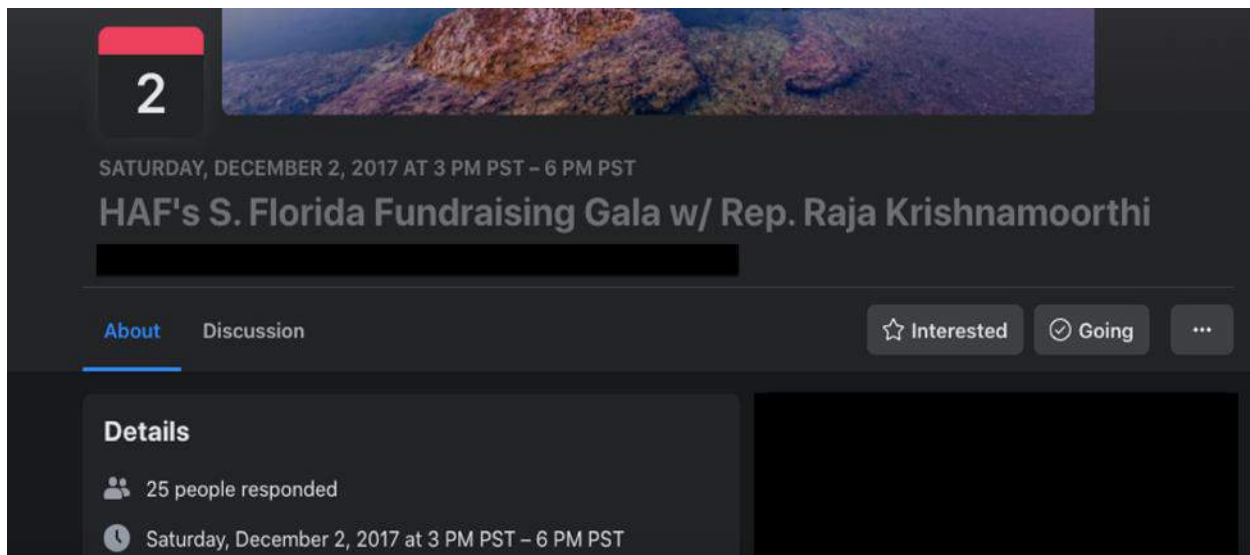 2
SATURDAY, DECEMBER 2, 2017 AT 3 PM PST – 6 PM PST
HAF's S. Florida Fundraising Gala w/ Rep. Raja Krishnamoorthi
About Discussion Interested Going
Details
25 people responded
Saturday, December 2, 2017 at 3 PM PST – 6 PM PST